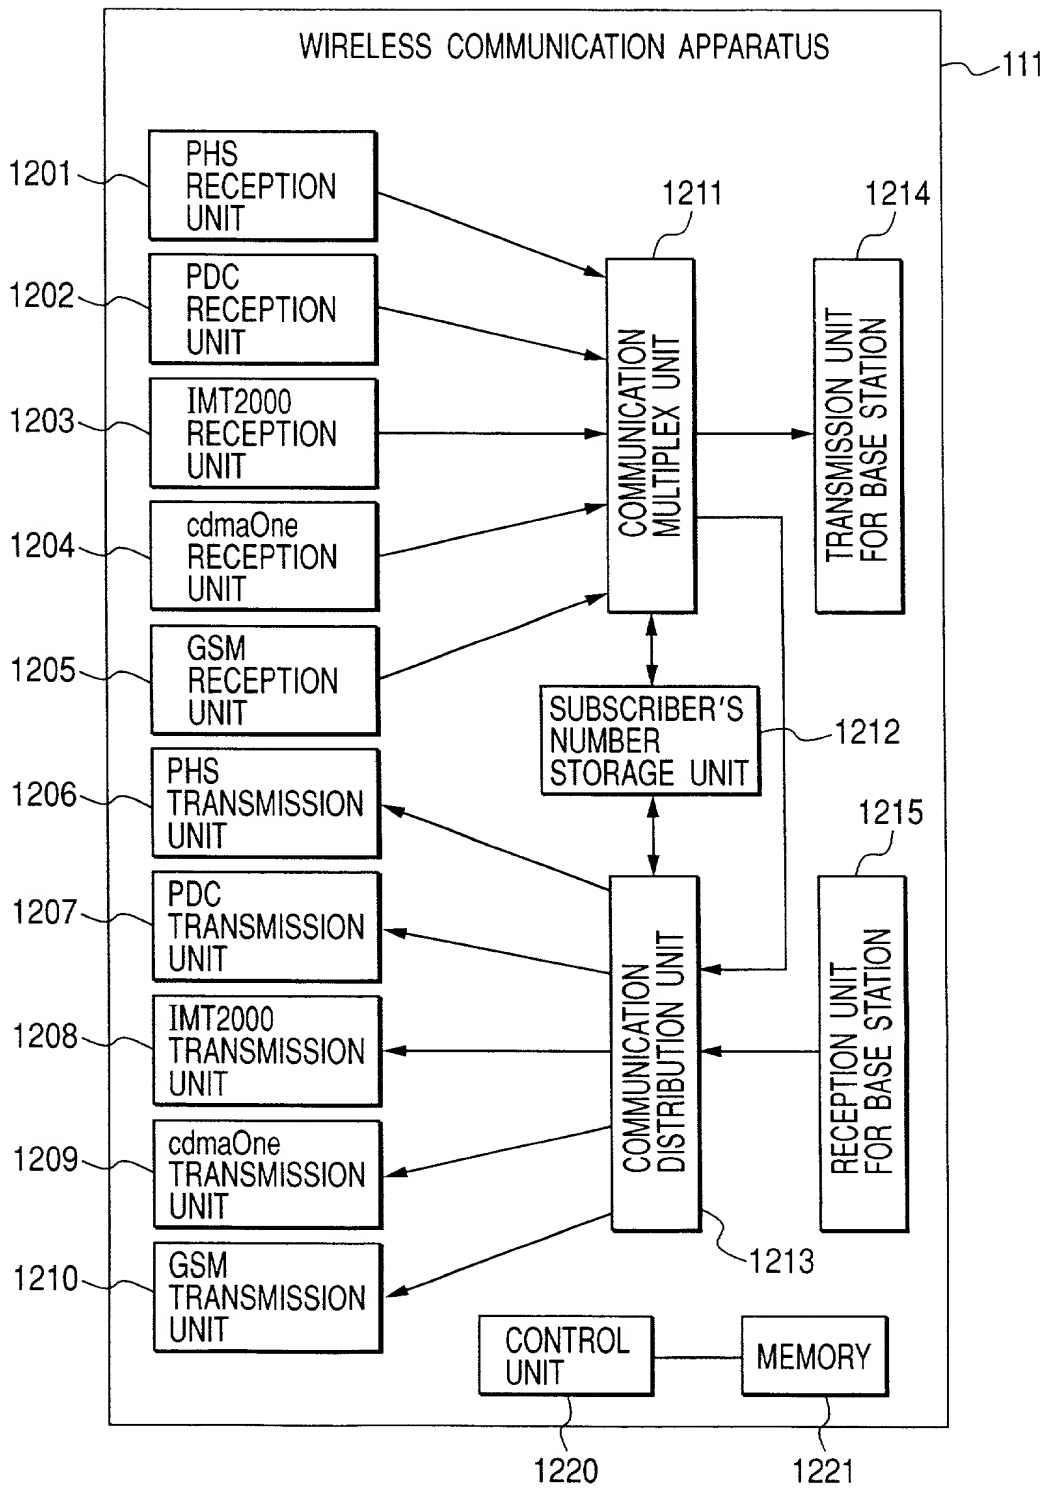 WIRELESS COMMUNICATION APPARATUS
111
1201
PHS
RECEPTION
UNIT
1202
PDC
RECEPTION
UNIT
1203
IMT2000
RECEPTION
UNIT
1204
cdmaOne
RECEPTION
UNIT
1205
GSM
RECEPTION
UNIT
1206
PHS
TRANSMISSION
UNIT
1207
PDC
TRANSMISSION
UNIT
1208
IMT2000
TRANSMISSION
UNIT
1209
cdmaOne
TRANSMISSION
UNIT
1210
GSM
TRANSMISSION
UNIT
1211
COMMUNICATION
MULTIPLEX UNIT
1214
TRANSMISSION UNIT
FOR BASE STATION
SUBSCRIBER'S
NUMBER
STORAGE UNIT
1212
COMMUNICATION
DISTRIBUTION UNIT
1213
1215
RECEPTION UNIT
FOR BASE STATION
CONTROL
UNIT
1220
MEMORY
1221